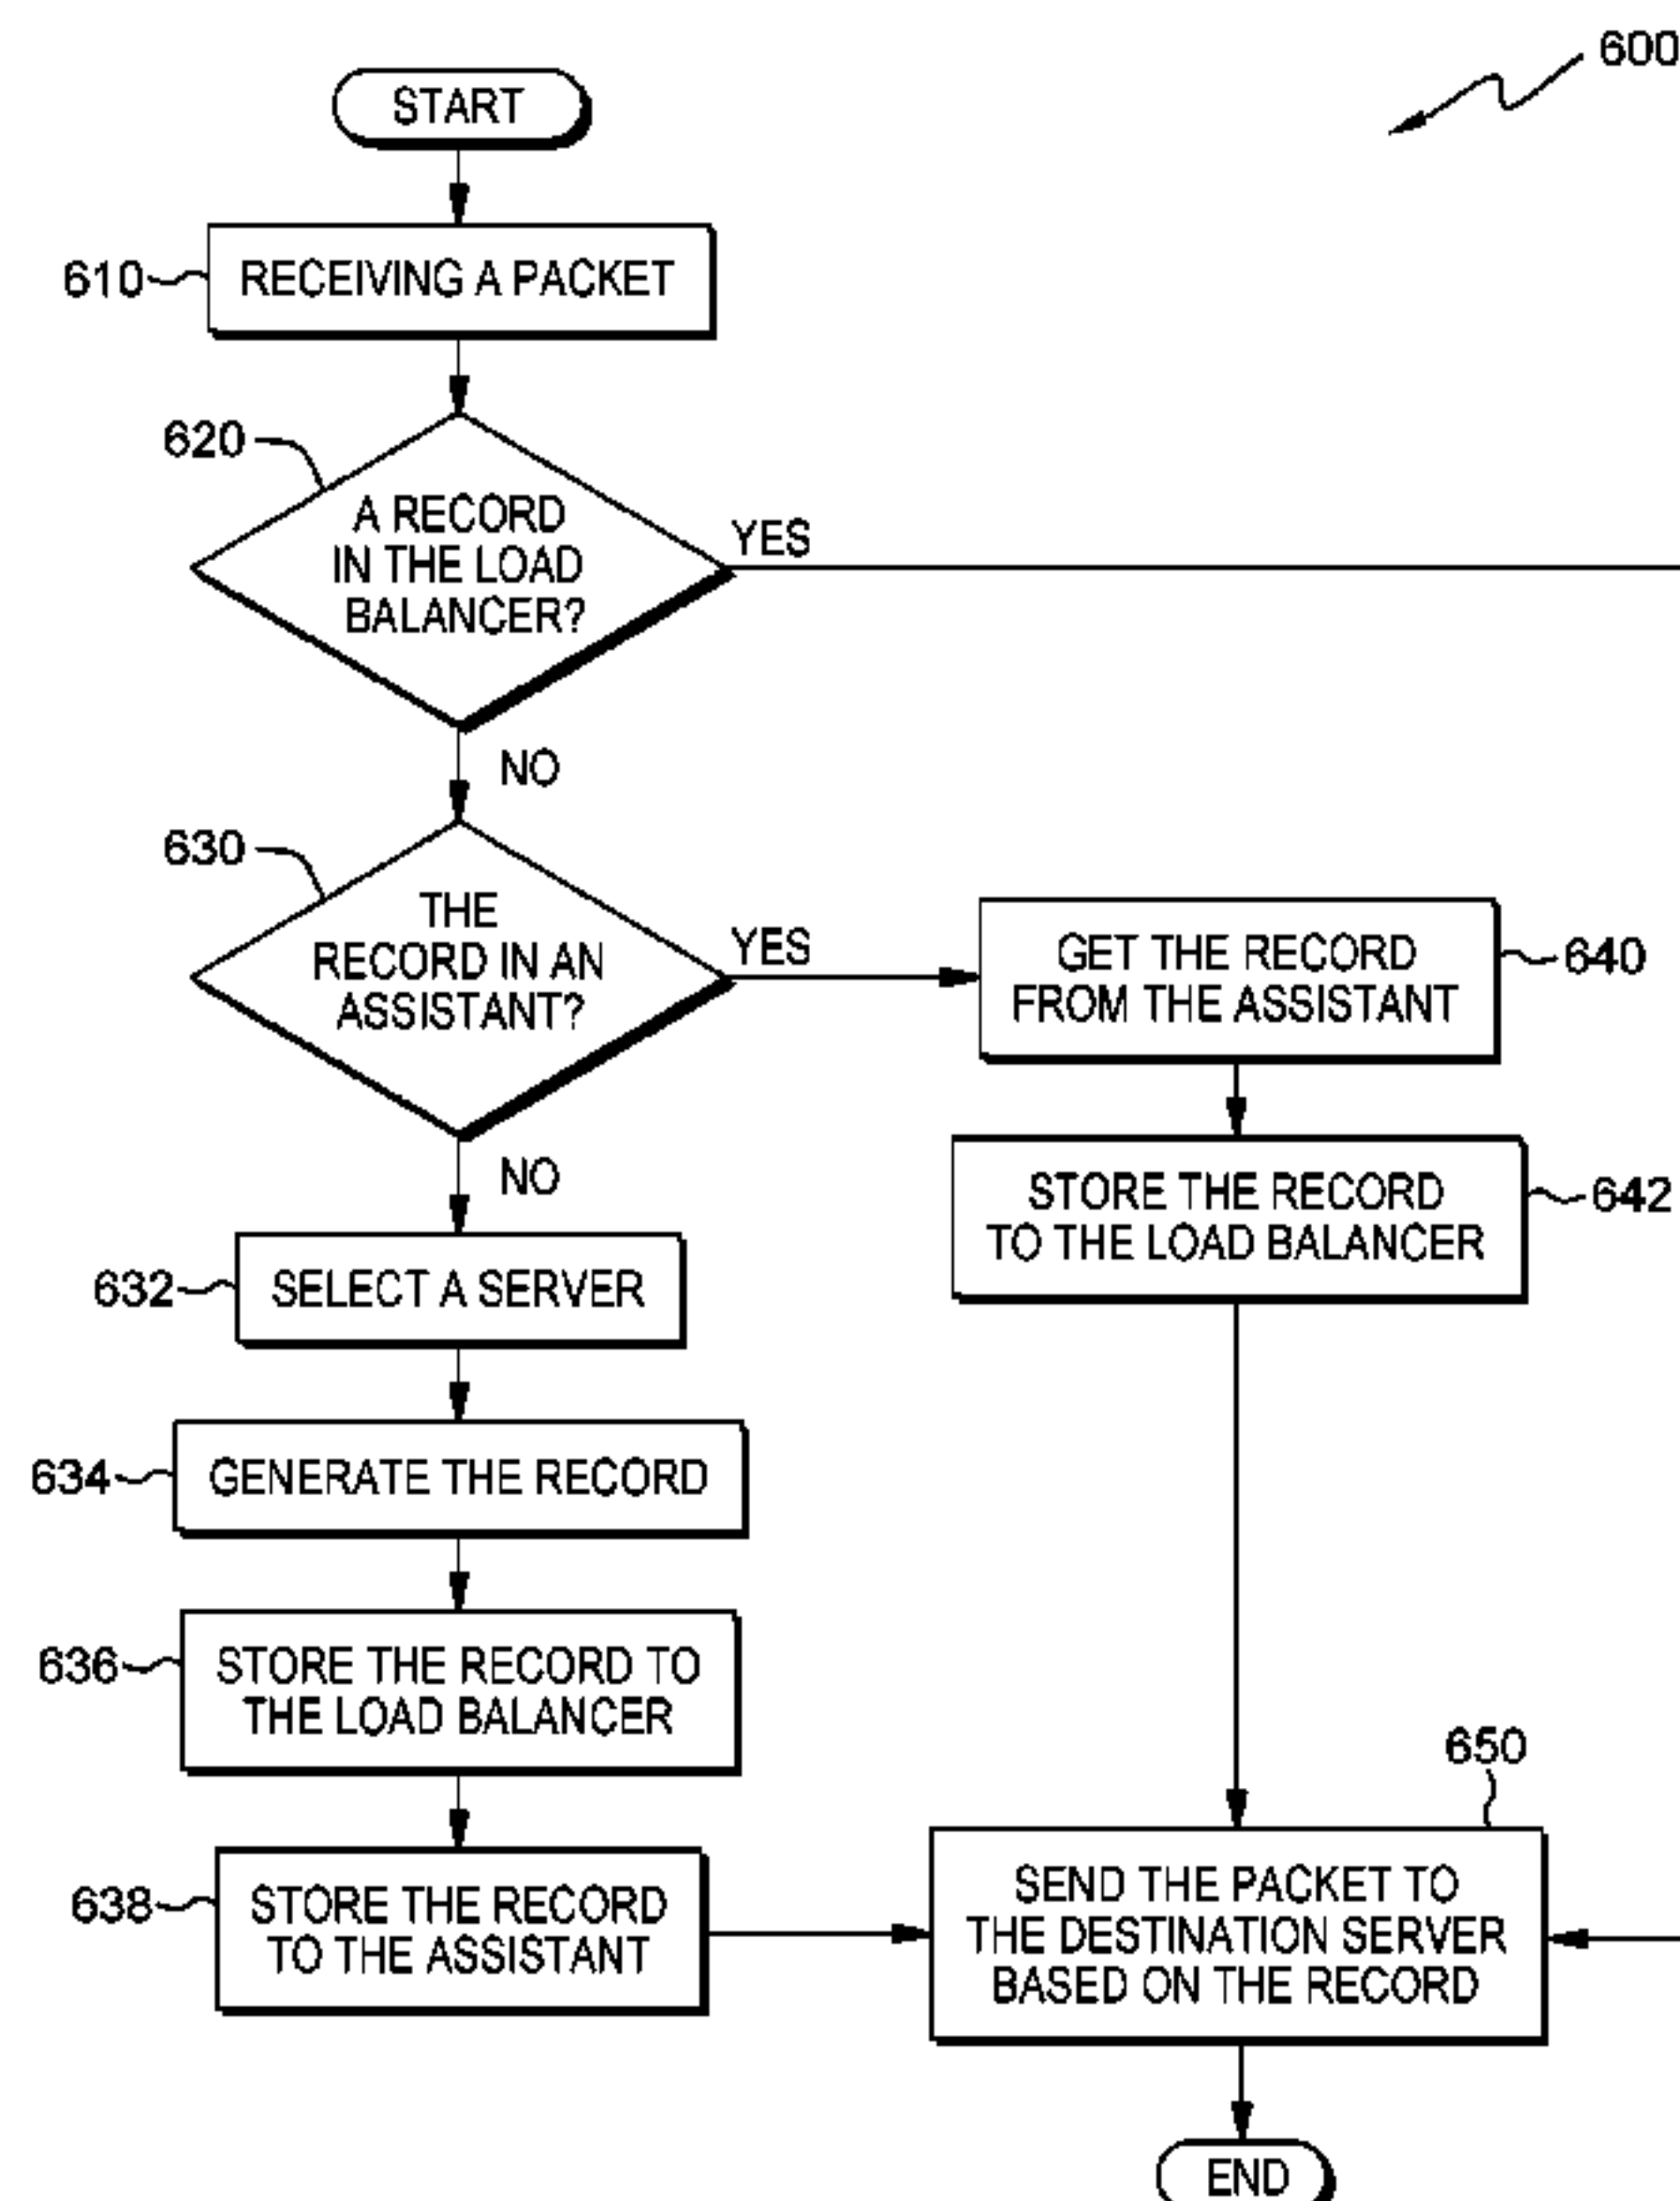 600
START
610
RECEIVING A PACKET
620
A RECORD
IN THE LOAD
BALANCER?
YES
NO
630
THE
RECORD IN AN
ASSISTANT?
YES
GET THE RECORD
FROM THE ASSISTANT
640
STORE THE RECORD
TO THE LOAD BALANCER
642
NO
632
SELECT A SERVER
634
GENERATE THE RECORD
636
STORE THE RECORD TO
THE LOAD BALANCER
638
STORE THE RECORD
TO THE ASSISTANT
650
SEND THE PACKET TO
THE DESTINATION SERVER
BASED ON THE RECORD
END